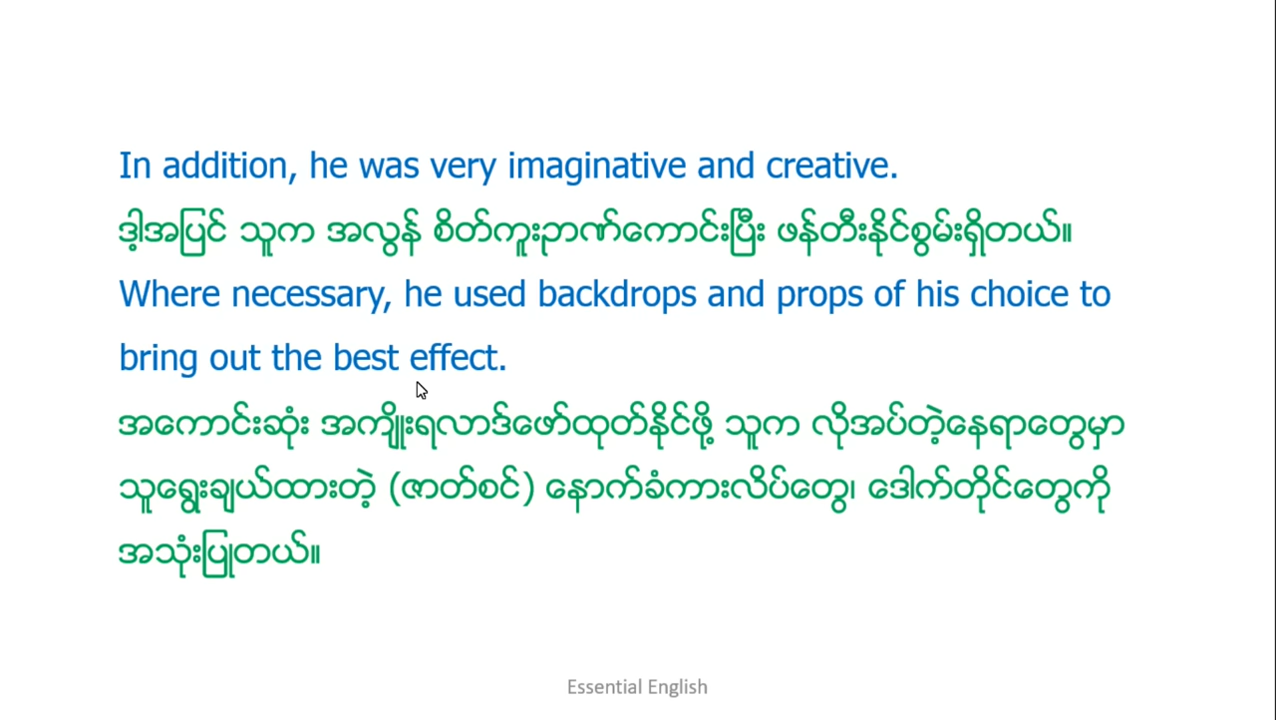 In addition, he was very imaginative and creative.
ဒါ့အပြင် သူက အလွန် စိတ်ကူးဉာဏ်ကောင်းပြီး ဖန်တီးနိုင်စွမ်းရှိတယ်။
Where necessary, he used backdrops and props of his choice to
bring out the best effect.
အကောင်းဆုံး အကျိုးရလာဒ်ဖော်ထုတ်နိုင်ဖို့ သူက လိုအပ်တဲ့နေရာတွေမှာ
သူရွေးချယ်ထားတဲ့ (ဇာတ်စင်) နောက်ခံကားလိပ်တွေ၊ ဒေါက်တိုင်တွေကို
အသုံးပြုတယ်။
Essential English